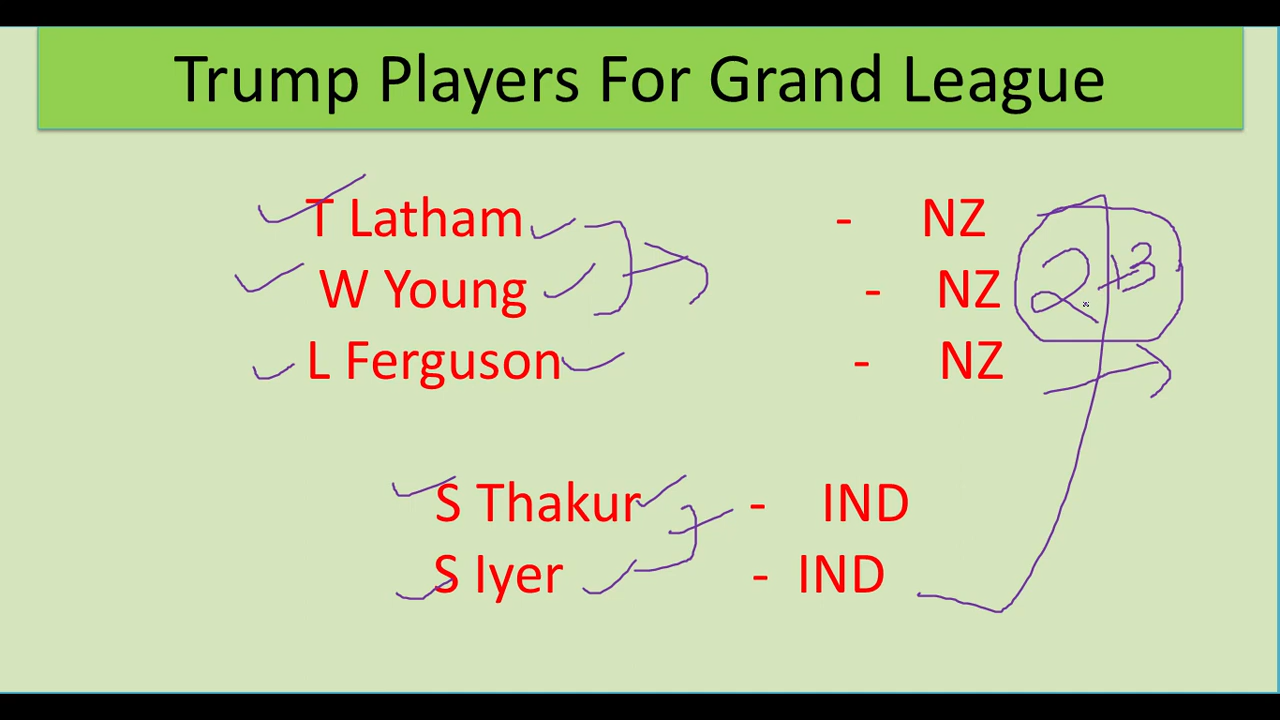 Trump Players For Grand League
T Latham - NZ
W Young - NZ
2+3
L Ferguson - NZ
S Thakur - IND
S Iyer - IND